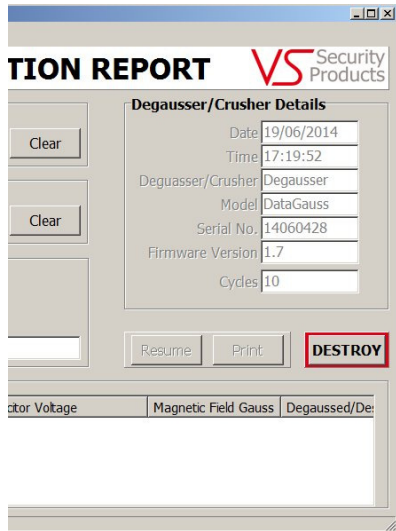 TION REPORT
VS Security
Products
Degausser/Crusher Details
Date 19/06/2014
Clear
Time 17:19:52
Deguasser/Crusher Degausser
Model DataGauss
Clear
Serial No. 14060428
Firmware Version 1.7
Cycles 10
Resume Print DESTROY
citor Voltage Magnetic Field Gauss Degaussed/De